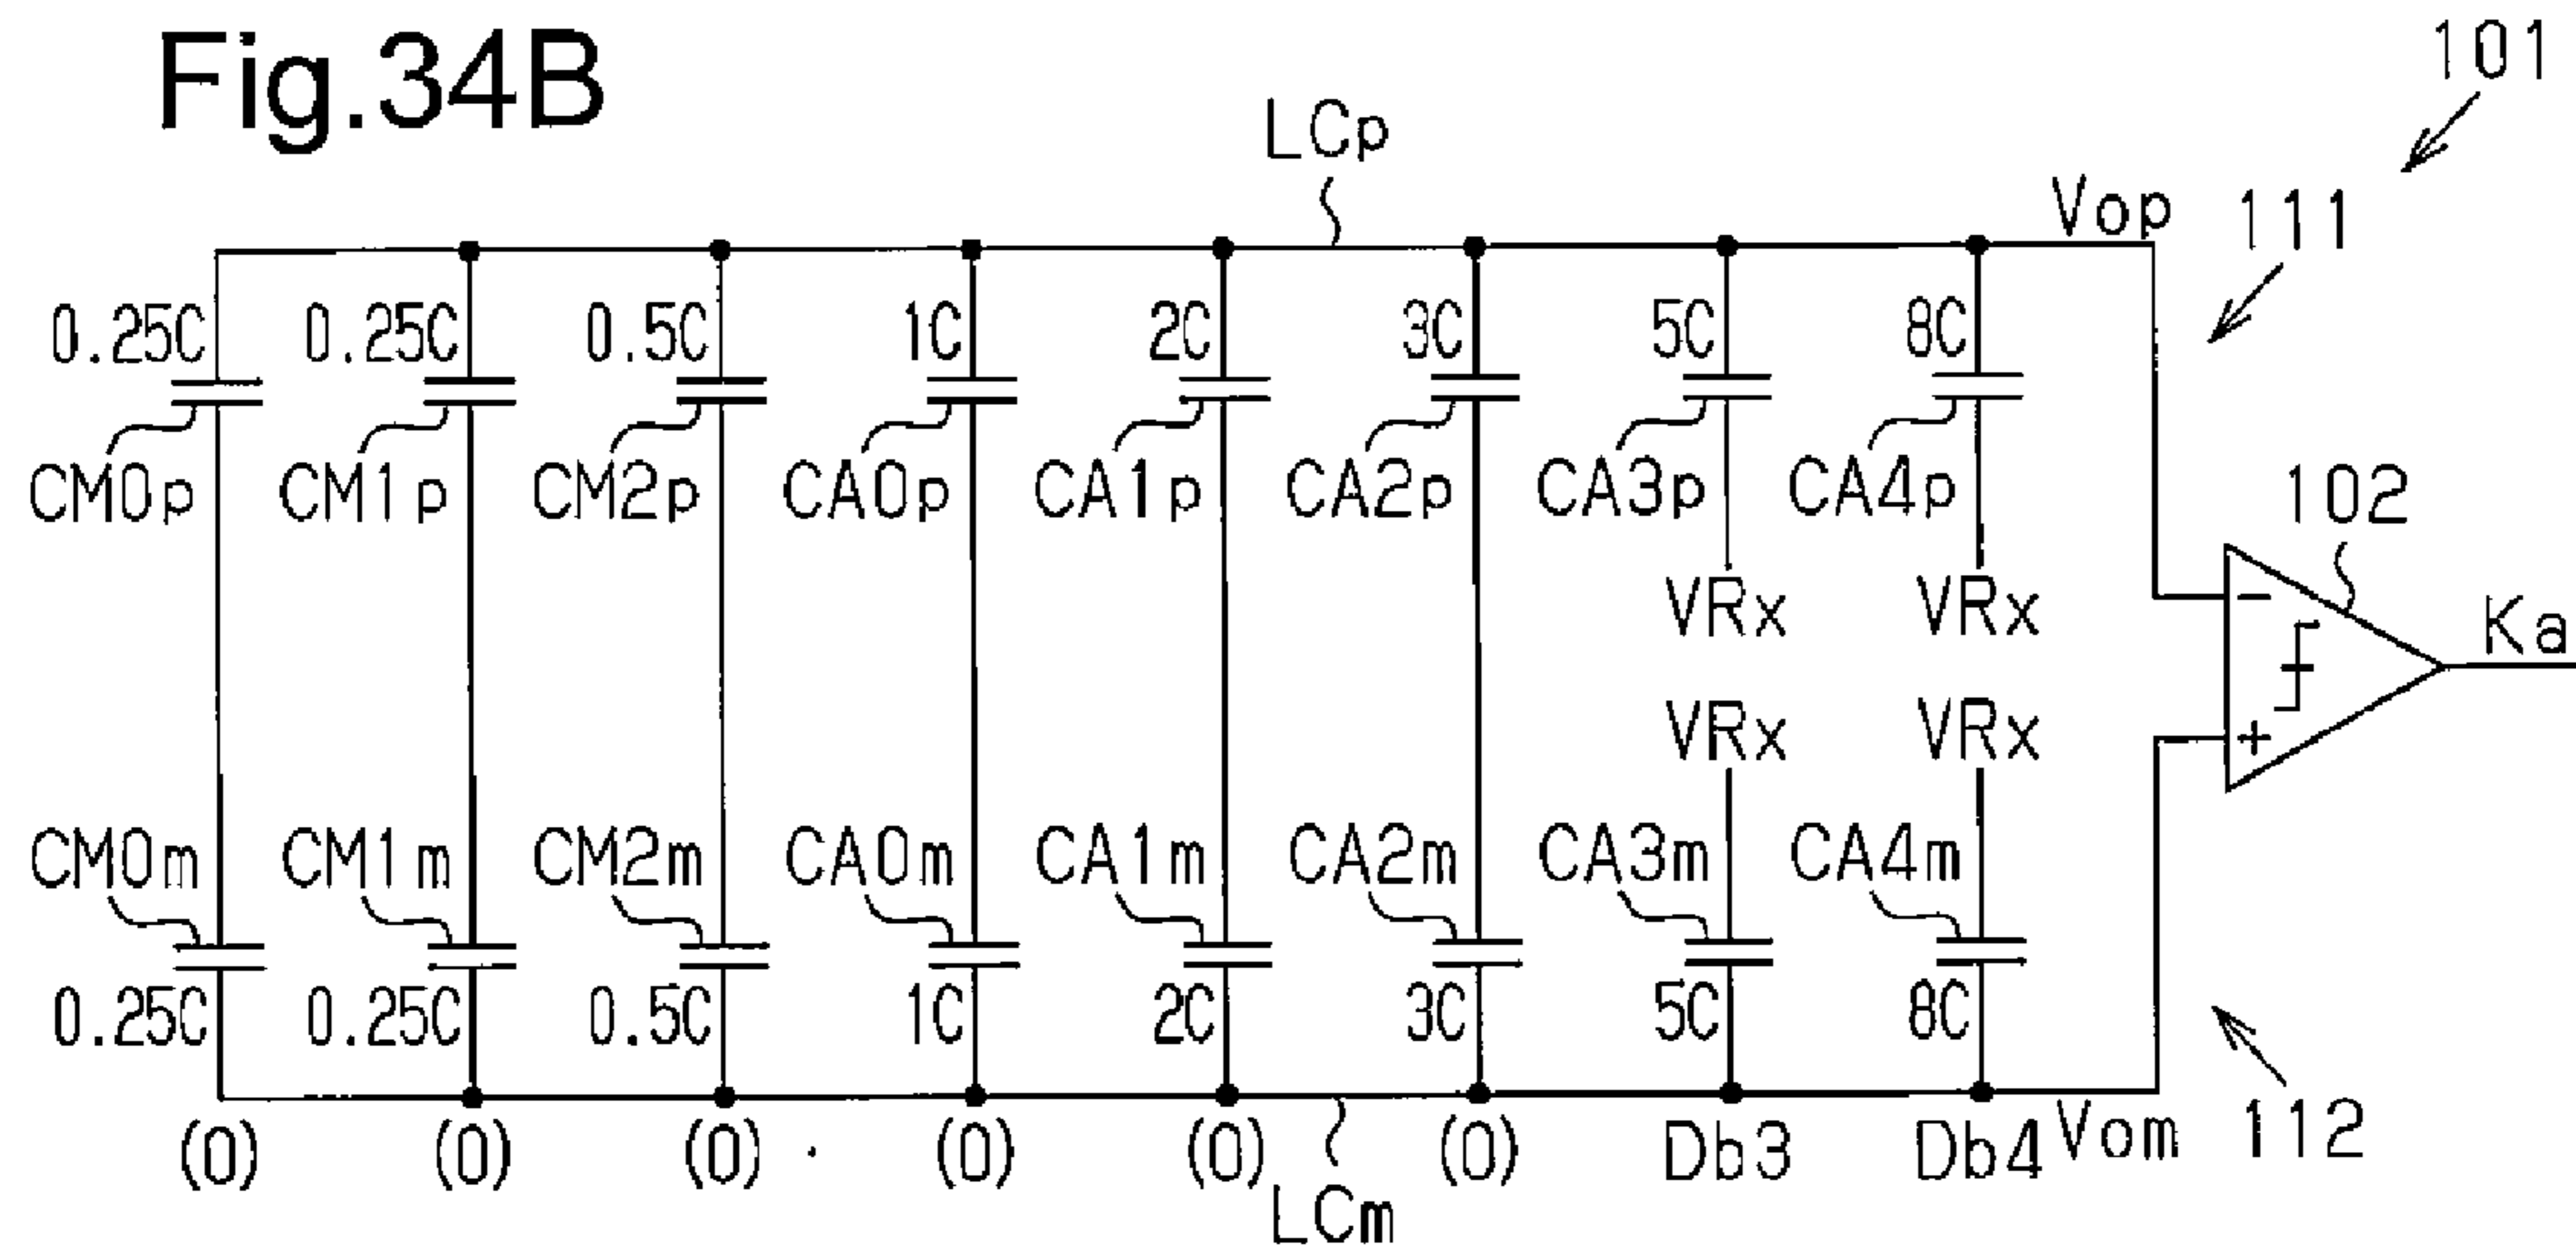 Fig.34B
101
LCp
Vop
111
0.25C 0.25C 0.5C 1C 2C 3C 5C 8C
CM0p CM1p CM2p CA0p CA1p CA2p CA3p CA4p
102
VRx VRx
−
Ka
VRx VRx
+
CM0m CM1m CM2m CA0m CA1m CA2m CA3m CA4m
0.25C 0.25C 0.5C 1C 2C 3C 5C 8C
(0) (0) (0) (0) (0) (0) Db3 Db4 Vom 112
LCm